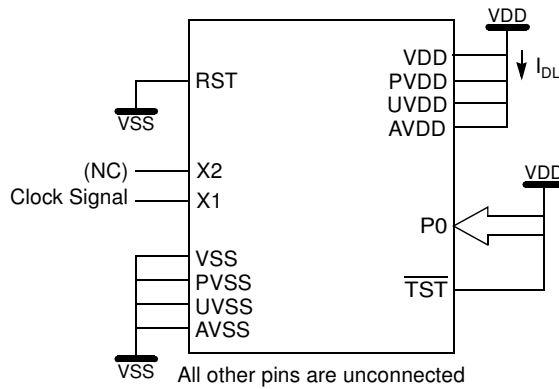 VDD
VDD
I_DL
RST
PVDD
UVDD
VSS
AVDD
(NC)
X2
VDD
Clock Signal
X1
P0
VSS
TST
PVSS
UVSS
AVSS
VSS
All other pins are unconnected